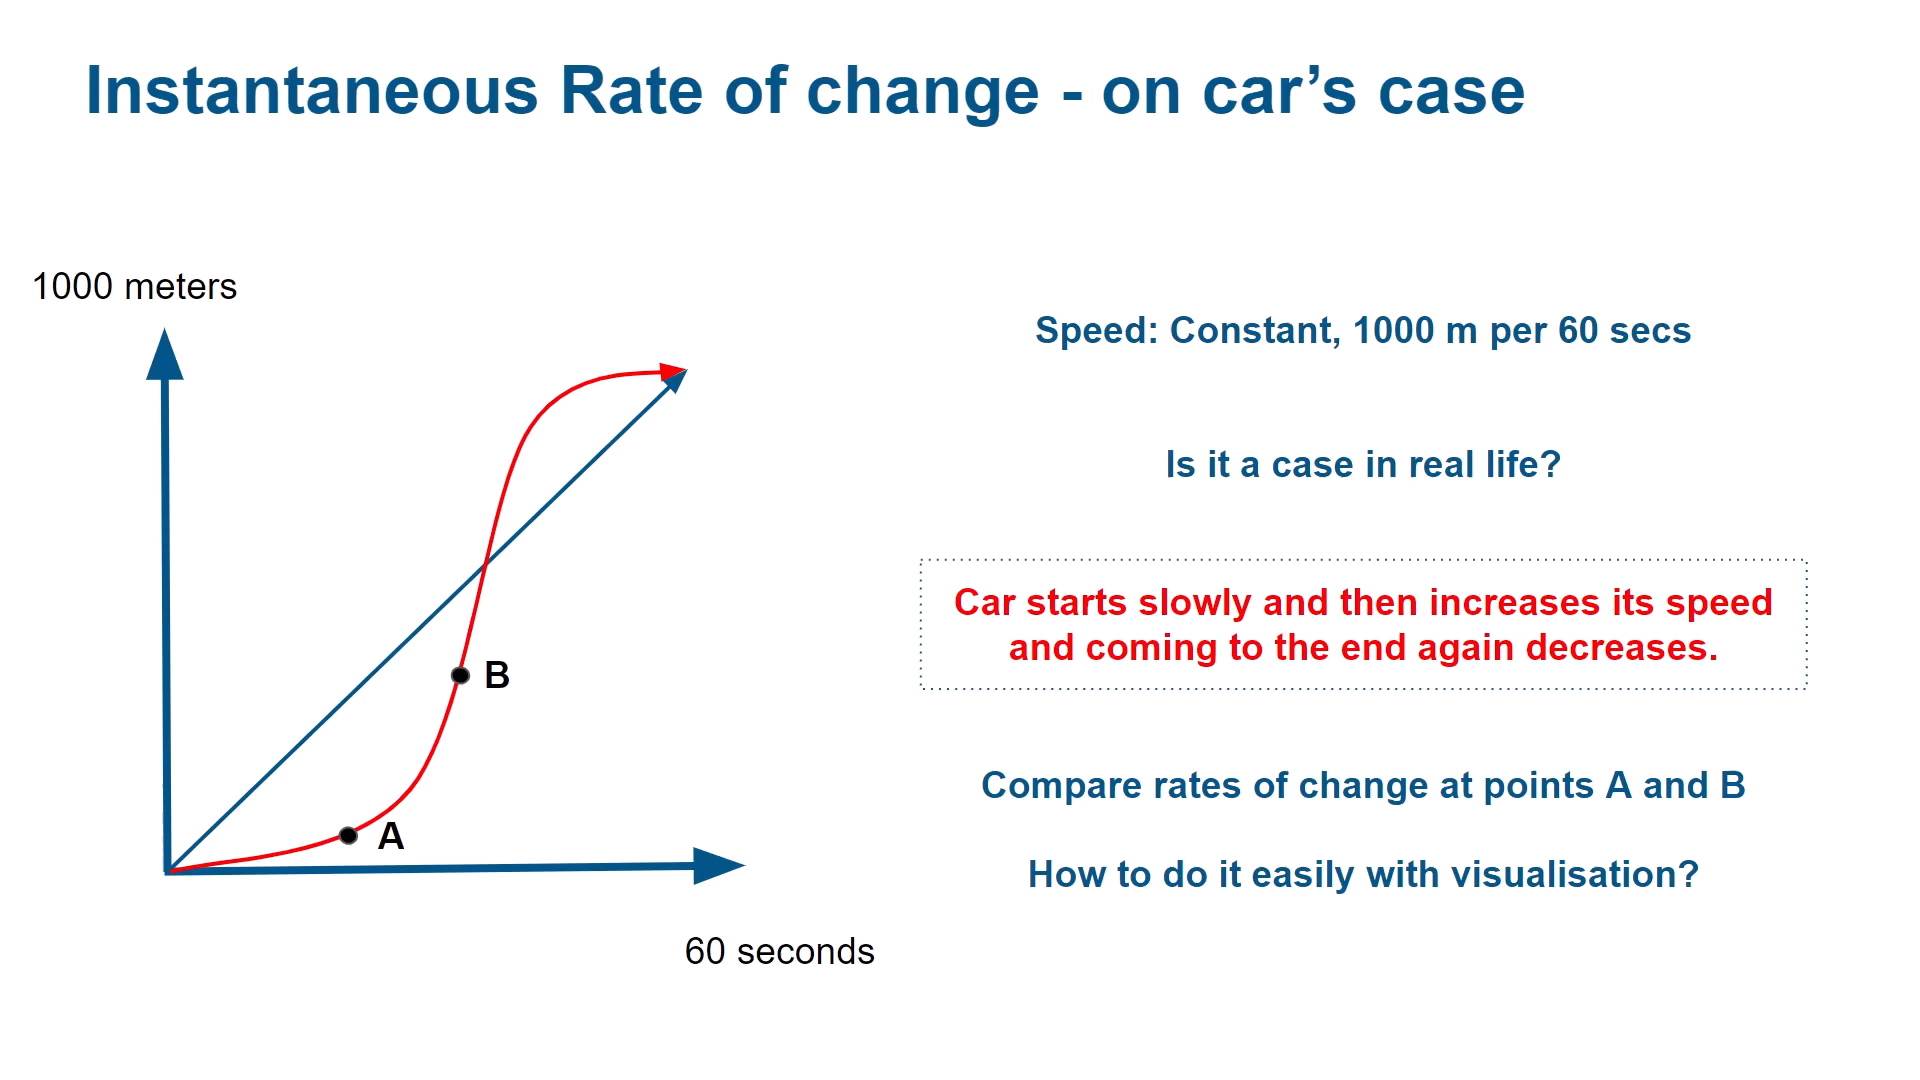 Instantaneous Rate of change - on car’s case
1000 meters
Speed: Constant, 1000 m per 60 secs
Is it a case in real life?
Car starts slowly and then increases its speed
and coming to the end again decreases.
B
A
Compare rates of change at points A and B
How to do it easily with visualisation?
60 seconds